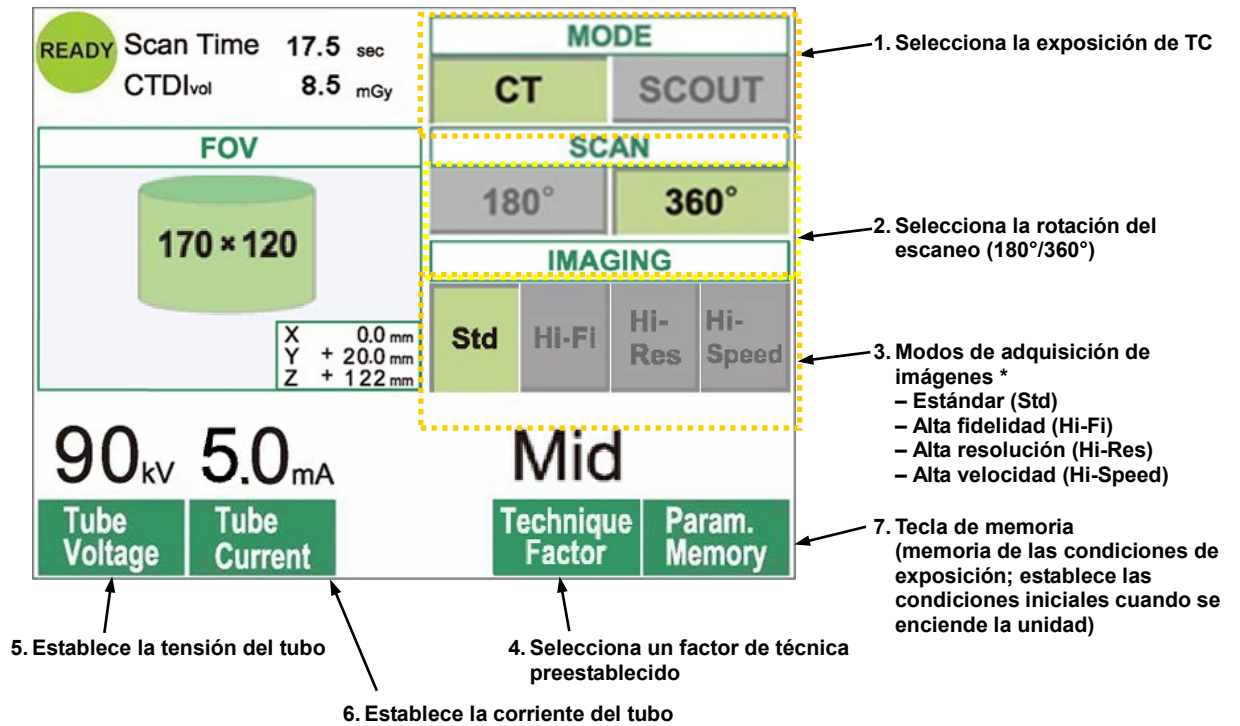 READY
Scan Time 17.5 sec
CTDIvol 8.5 mGy
MODE
CT SCOUT
FOV
170 × 120
X 0.0 mm
Y + 20.0 mm
Z + 122 mm
SCAN
180° 360°
IMAGING
Std Hi-Fi Hi-Res Hi-Speed
90 kV 5.0 mA Mid
Tube Voltage
Tube Current
Technique Factor
Param. Memory
1. Selecciona la exposición de TC
2. Selecciona la rotación del
escaneo (180°/360°)
3. Modos de adquisición de
imágenes *
– Estándar (Std)
– Alta fidelidad (Hi-Fi)
– Alta resolución (Hi-Res)
– Alta velocidad (Hi-Speed)
7. Tecla de memoria
(memoria de las condiciones de
exposición; establece las
condiciones iniciales cuando se
enciende la unidad)
5. Establece la tensión del tubo
4. Selecciona un factor de técnica
preestablecido
6. Establece la corriente del tubo